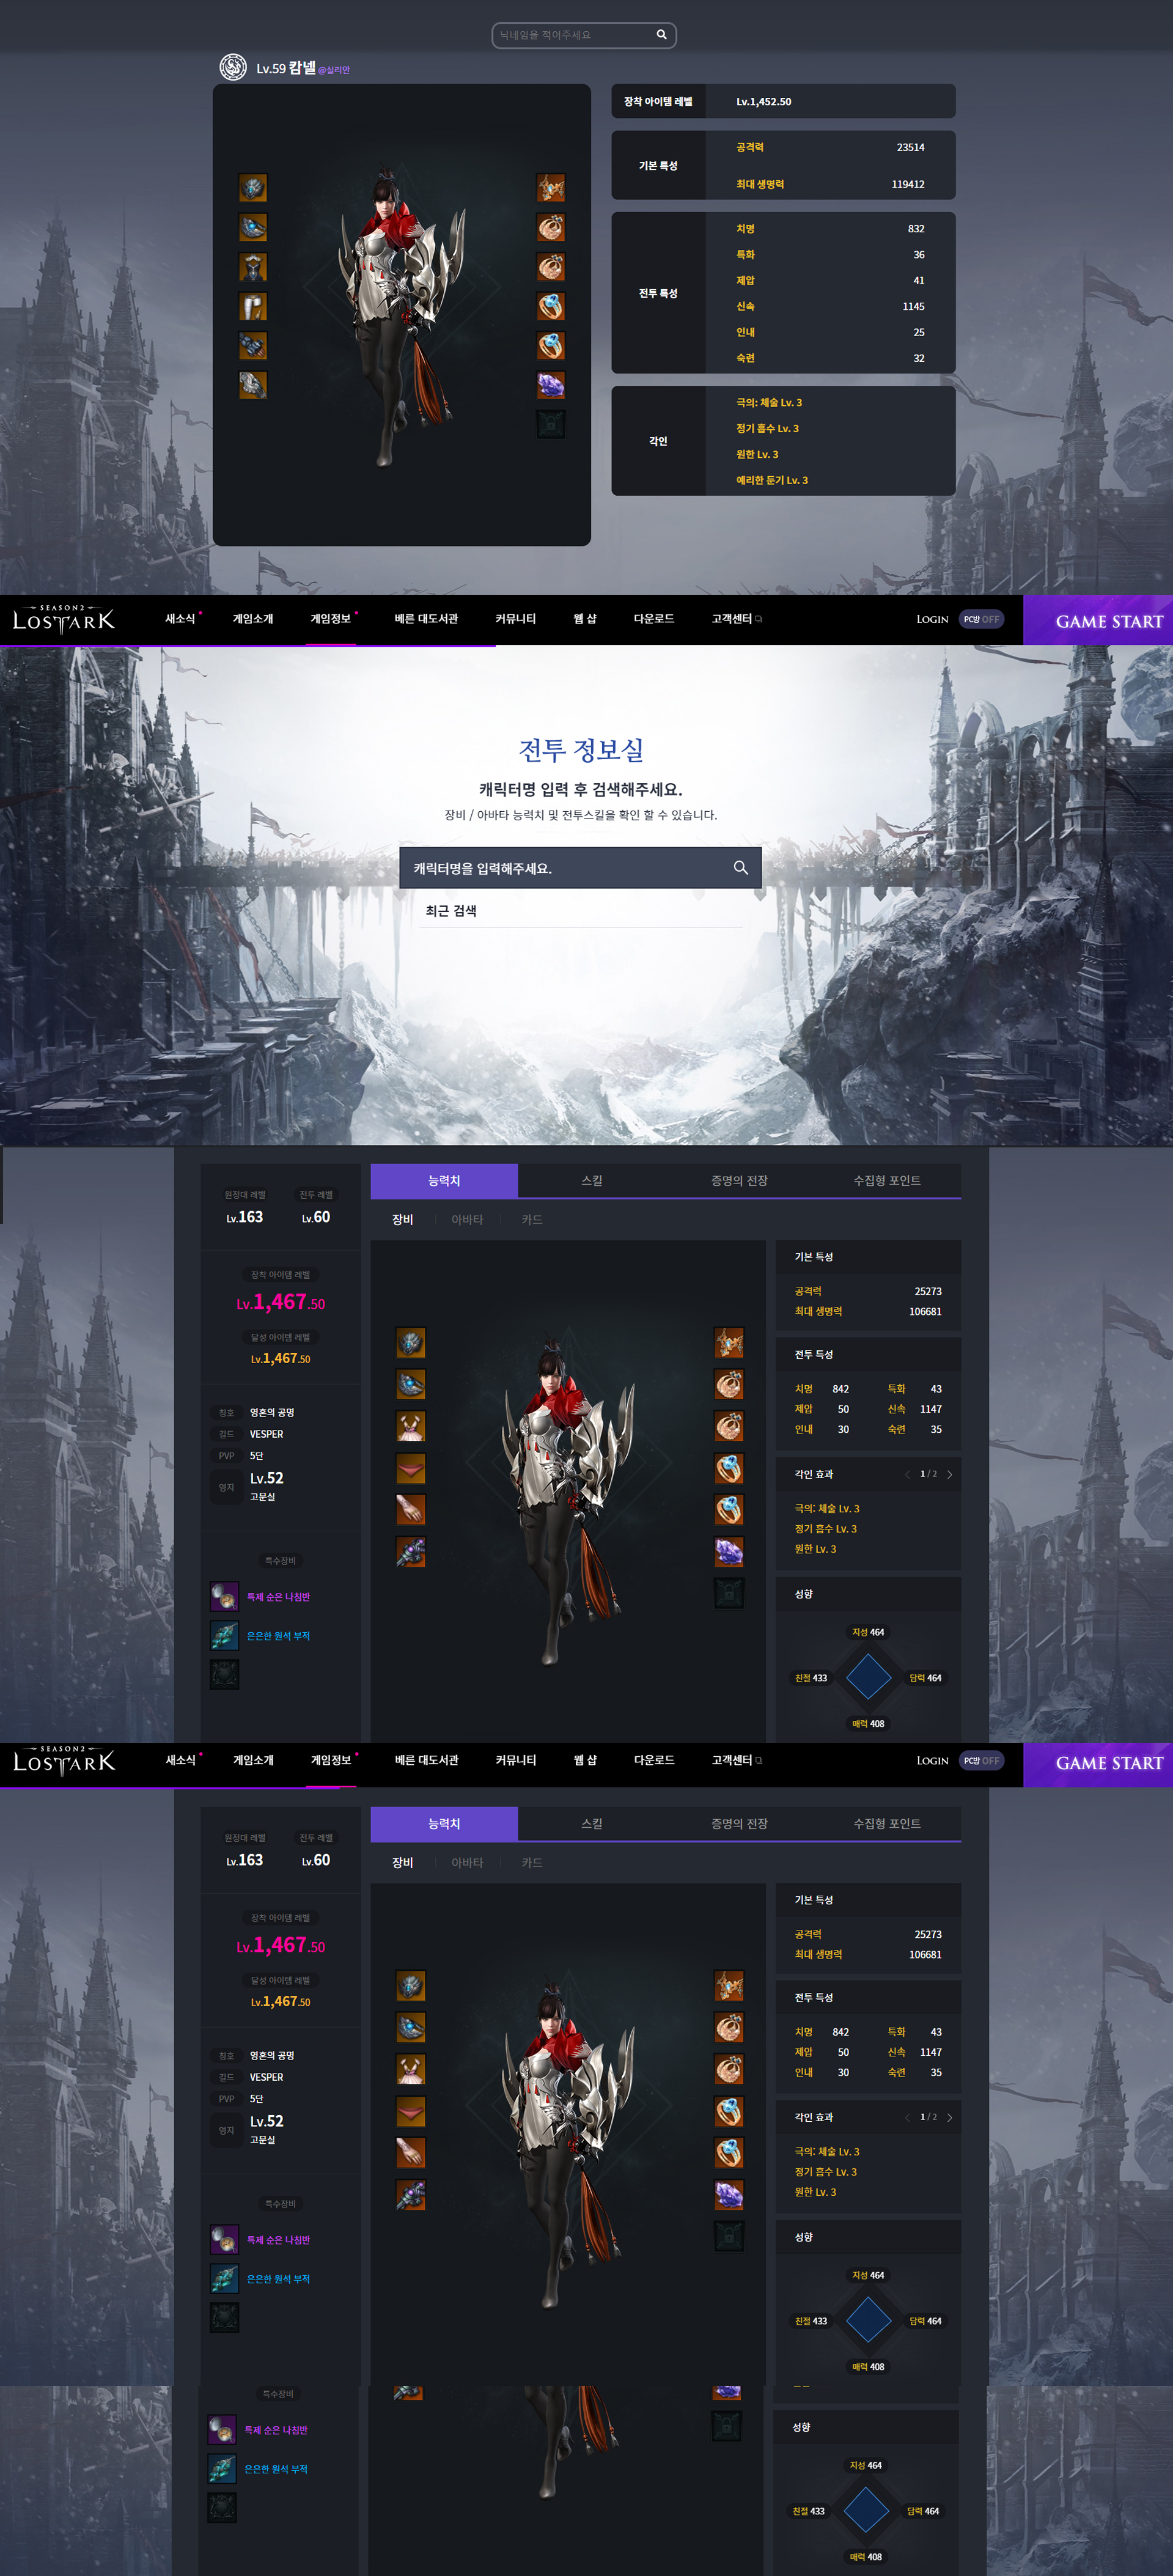 닉네임을 적어주세요
Lv.59 캄넬 @실리안
장착 아이템 레벨 Lv.1,452.50
기본 특성
공격력 23514
최대 생명력 119412
전투 특성
치명 832
특화 36
제압 41
신속 1145
인내 25
숙련 32
각인
극의: 체술 Lv. 3
정기 흡수 Lv. 3
원한 Lv. 3
예리한 둔기 Lv. 3
SEASON2
LOSTARK
새소식 게임소개 게임정보 베른 대도서관 커뮤니티 웹 샵 다운로드 고객센터 LOGIN PC방 OFF GAME START
전투 정보실
캐릭터명 입력 후 검색해주세요.
장비 / 아바타 능력치 및 전투스킬을 확인 할 수 있습니다.
캐릭터명을 입력해주세요.
최근 검색
능력치 스킬 증명의 전장 수집형 포인트
장비 아바타 카드
원정대 레벨 전투 레벨
Lv.163 Lv.60
장착 아이템 레벨
Lv.1,467.50
달성 아이템 레벨
Lv.1,467.50
칭호 영혼의 공명
길드 VESPER
PVP 5단
영지 Lv.52
고문실
특수장비
특제 순은 나침반
은은한 원석 부적
기본 특성
공격력 25273
최대 생명력 106681
전투 특성
치명 842 특화 43
제압 50 신속 1147
인내 30 숙련 35
각인 효과 1 / 2
극의: 체술 Lv. 3
정기 흡수 Lv. 3
원한 Lv. 3
성향
지성 464
친절 433 담력 464
매력 408
SEASON2
LOSTARK
새소식 게임소개 게임정보 베른 대도서관 커뮤니티 웹 샵 다운로드 고객센터 LOGIN PC방 OFF GAME START
능력치 스킬 증명의 전장 수집형 포인트
장비 아바타 카드
원정대 레벨 전투 레벨
Lv.163 Lv.60
장착 아이템 레벨
Lv.1,467.50
달성 아이템 레벨
Lv.1,467.50
칭호 영혼의 공명
길드 VESPER
PVP 5단
영지 Lv.52
고문실
특수장비
특제 순은 나침반
은은한 원석 부적
기본 특성
공격력 25273
최대 생명력 106681
전투 특성
치명 842 특화 43
제압 50 신속 1147
인내 30 숙련 35
각인 효과 1 / 2
극의: 체술 Lv. 3
정기 흡수 Lv. 3
원한 Lv. 3
성향
지성 464
친절 433 담력 464
매력 408
특수장비
특제 순은 나침반
은은한 원석 부적
성향
지성 464
친절 433 담력 464
매력 408